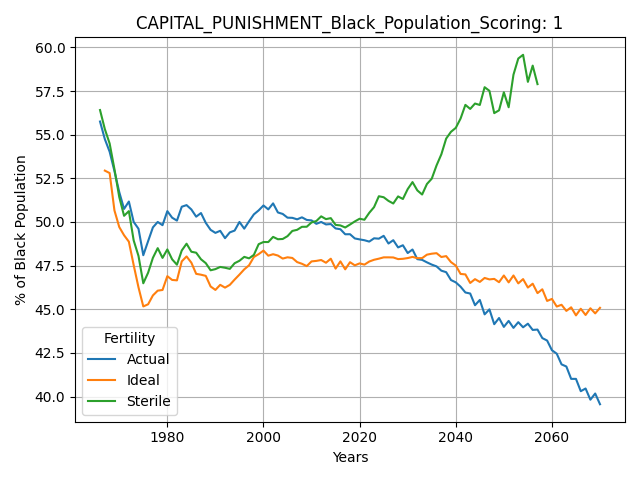 CAPITAL_PUNISHMENT_Black_Population_Scoring: 1
% of Black Population
60.0
57.5
55.0
52.5
50.0
47.5
45.0
42.5
40.0
Fertility
Actual
Ideal
Sterile
1980
2000
2020
2040
2060
Years